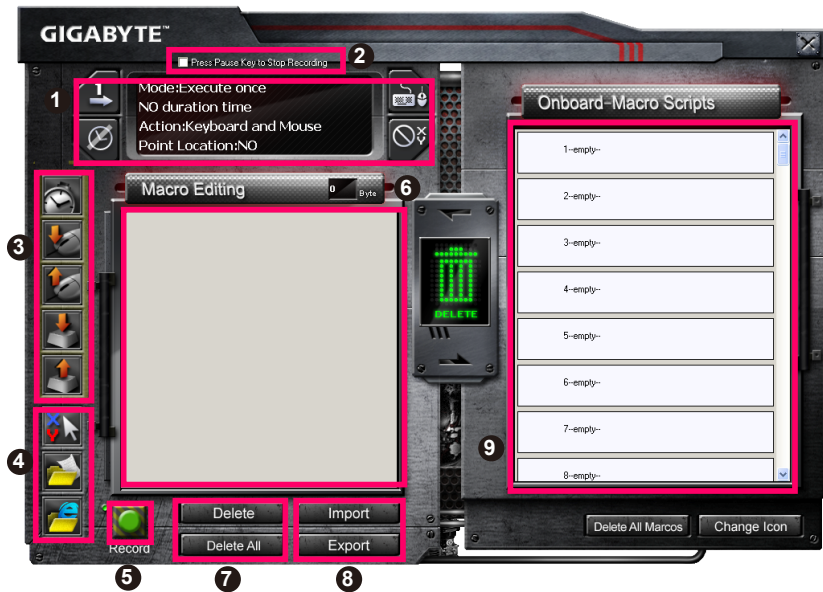 GIGABYTE™
2
Press Pause Key to Stop Recording
1
1
Mode:Execute once
NO duration time
Action:Keyboard and Mouse
Point Location:NO
X
Y
Onboard-Macro Scripts
Macro Editing
0
Byte
6
3
DELETE
1--empty--
2--empty--
3--empty--
4--empty--
5--empty--
6--empty--
7--empty--
8--empty--
9
4
X
Y
Record
5
Delete
Delete All
7
Import
Export
8
Delete All Marcos
Change Icon